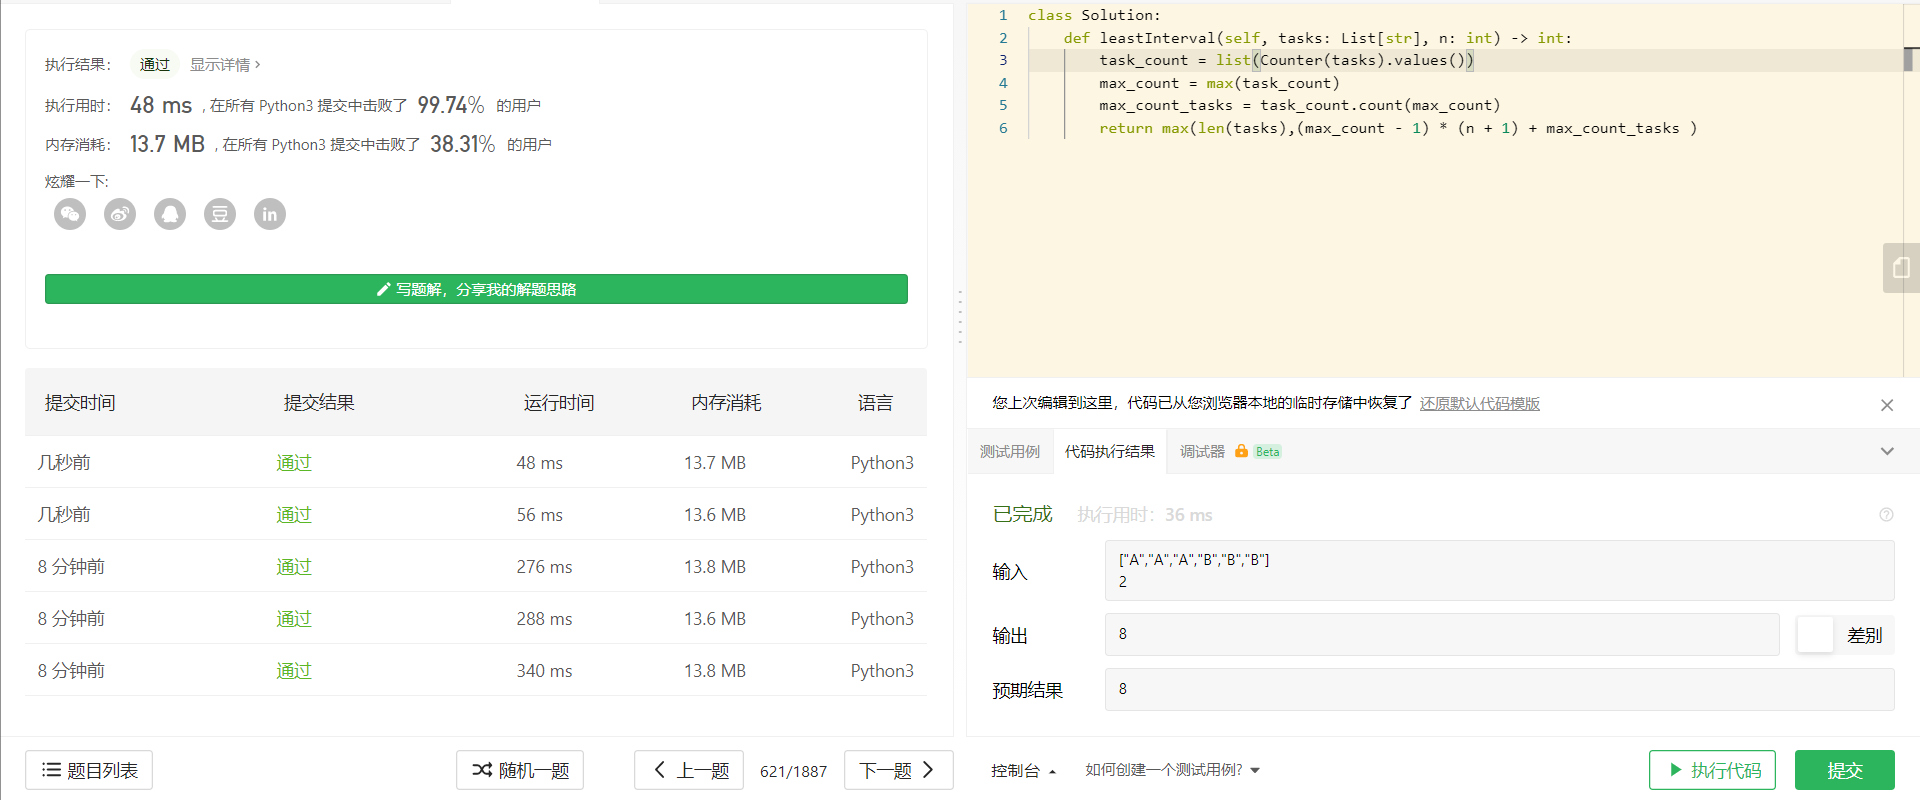 执行结果： 通过 显示详情 ›
执行用时： 48 ms , 在所有 Python3 提交中击败了 99.74% 的用户
内存消耗： 13.7 MB , 在所有 Python3 提交中击败了 38.31% 的用户
炫耀一下:
豆 in
写题解，分享我的解题思路
提交时间 提交结果 运行时间 内存消耗 语言
几秒前 通过 48 ms 13.7 MB Python3
几秒前 通过 56 ms 13.6 MB Python3
8 分钟前 通过 276 ms 13.8 MB Python3
8 分钟前 通过 288 ms 13.6 MB Python3
8 分钟前 通过 340 ms 13.8 MB Python3
题目列表 随机一题 上一题 621/1887 下一题
1 class Solution:
2 def leastInterval(self, tasks: List[str], n: int) -> int:
3 task_count = list(Counter(tasks).values())
4 max_count = max(task_count)
5 max_count_tasks = task_count.count(max_count)
6 return max(len(tasks),(max_count - 1) * (n + 1) + max_count_tasks )
您上次编辑到这里，代码已从您浏览器本地的临时存储中恢复了 还原默认代码模版
测试用例 代码执行结果 调试器 Beta
已完成 执行用时：36 ms
输入 ["A","A","A","B","B","B"]
2
输出 8 差别
预期结果 8
控制台 如何创建一个测试用例? 执行代码 提交